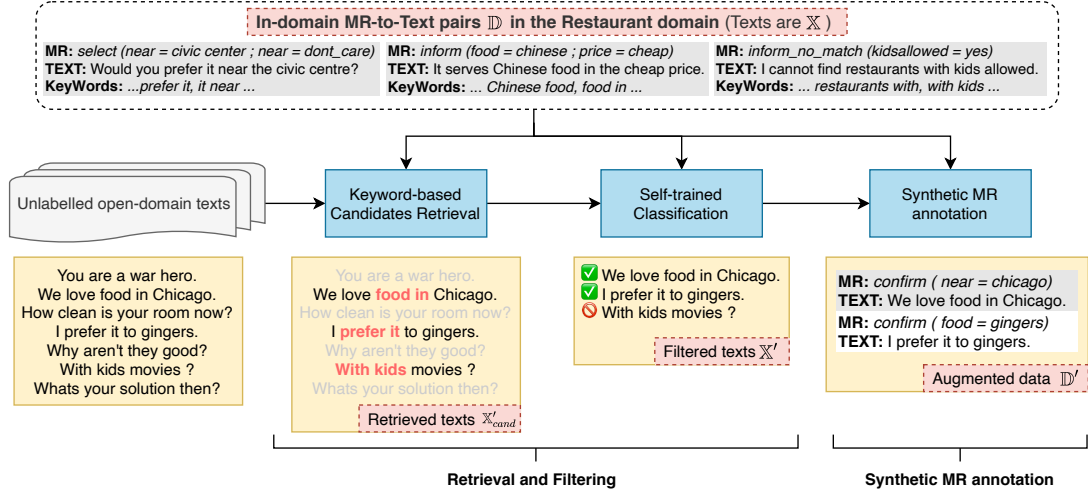 In-domain MR-to-Text pairs 𝔻 in the Restaurant domain (Texts are 𝕏 )
MR: select (near = civic center ; near = dont_care)
TEXT: Would you prefer it near the civic centre?
KeyWords: ...prefer it, it near ...
MR: inform (food = chinese ; price = cheap)
TEXT: It serves Chinese food in the cheap price.
KeyWords: ... Chinese food, food in ...
MR: inform_no_match (kidsallowed = yes)
TEXT: I cannot find restaurants with kids allowed.
KeyWords: ... restaurants with, with kids ...
Unlabelled open-domain texts
Keyword-based
Candidates Retrieval
Self-trained
Classification
Synthetic MR
annotation
You are a war hero.
We love food in Chicago.
How clean is your room now?
I prefer it to gingers.
Why aren't they good?
With kids movies ?
Whats your solution then?
You are a war hero.
We love food in Chicago.
How clean is your room now?
I prefer it to gingers.
Why aren't they good?
With kids movies ?
Whats your solution then?
Retrieved texts 𝕏′cand
We love food in Chicago.
I prefer it to gingers.
With kids movies ?
Filtered texts 𝕏′
MR: confirm ( near = chicago)
TEXT: We love food in Chicago.
MR: confirm ( food = gingers)
TEXT: I prefer it to gingers.
Augmented data 𝔻′
Retrieval and Filtering
Synthetic MR annotation